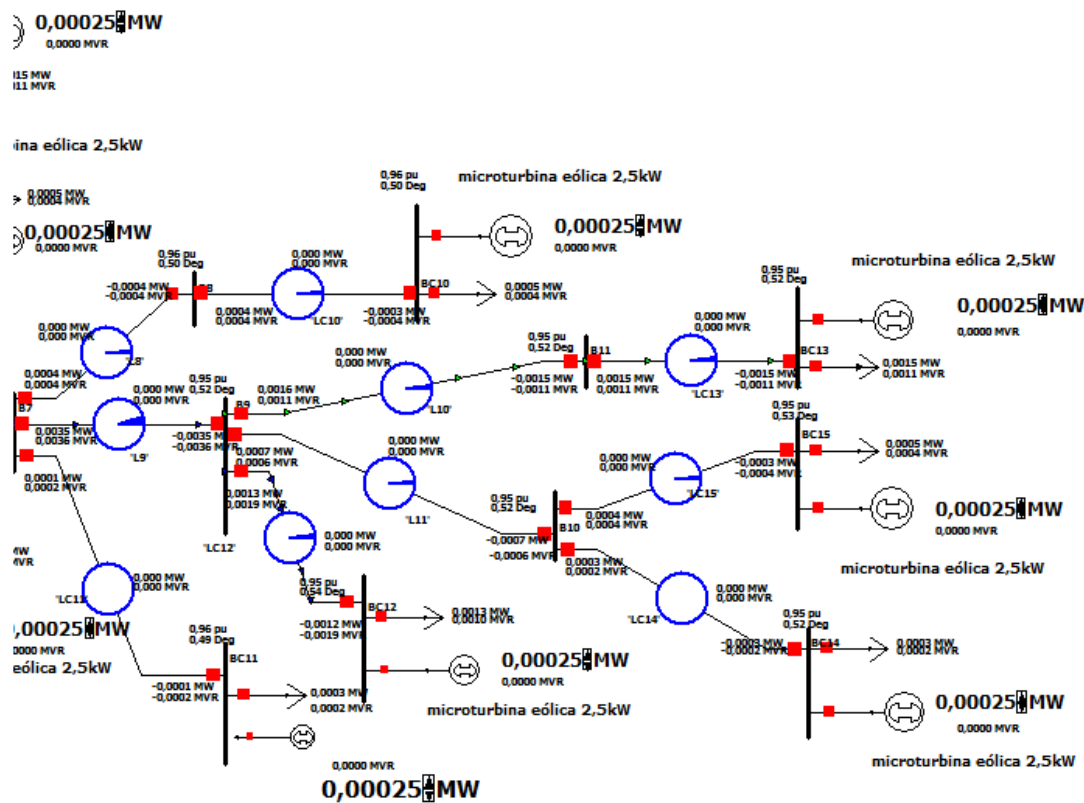 0,00025 MW
0,0000 MVR
015 MW
011 MVR
ina eólica 2,5kW
0,0005 MW
0,0004 MVR
0,00025 MW
0,0000 MVR
0,96 pu
0,50 Deg
microturbina eólica 2,5kW
0,00025 MW
0,0000 MVR
BC10
0,0005 MW
0,0004 MVR
-0,0003 MW
-0,0004 MVR
0,96 pu
0,50 Deg
-0,0004 MW
-0,0004 MVR
0,000 MW
0,000 MVR
0,0004 MW
0,0004 MVR
'LC10'
0,000 MW
0,000 MVR
'L8'
0,0004 MW
0,0004 MVR
B7
0,0035 MW
0,0036 MVR
0,0001 MW
0,0002 MVR
0,000 MW
0,000 MVR
'L9'
0,95 pu
0,52 Deg
B9
-0,0035 MW
-0,0036 MVR
0,0016 MW
0,0011 MVR
0,0007 MW
0,0006 MVR
0,0013 MW
0,0019 MVR
0,000 MW
0,000 MVR
'L10'
0,95 pu
0,52 Deg
B11
-0,0015 MW
-0,0011 MVR
0,0015 MW
0,0011 MVR
0,000 MW
0,000 MVR
'LC13'
0,95 pu
0,52 Deg
microturbina eólica 2,5kW
0,00025 MW
0,0000 MVR
BC13
-0,0015 MW
-0,0011 MVR
0,0015 MW
0,0011 MVR
0,000 MW
0,000 MVR
'L11'
0,95 pu
0,52 Deg
B10
-0,0007 MW
-0,0006 MVR
0,0004 MW
0,0004 MVR
0,0003 MW
0,0002 MVR
0,000 MW
0,000 MVR
'LC15'
0,95 pu
0,53 Deg
BC15
-0,0003 MW
-0,0004 MVR
0,0005 MW
0,0004 MVR
0,00025 MW
0,0000 MVR
microturbina eólica 2,5kW
'LC12'
0,000 MW
0,000 MVR
0,95 pu
0,54 Deg
BC12
-0,0012 MW
-0,0019 MVR
0,0013 MW
0,0010 MVR
0,00025 MW
0,0000 MVR
microturbina eólica 2,5kW
0,000 MW
0,000 MVR
'LC14'
0,95 pu
0,52 Deg
BC14
-0,0003 MW
-0,0002 MVR
0,0003 MW
0,0002 MVR
0,00025 MW
0,0000 MVR
microturbina eólica 2,5kW
MW
MVR
0,000 MW
0,000 MVR
'LC11'
0,00025 MW
0000 MVR
eólica 2,5kW
0,96 pu
0,49 Deg
BC11
-0,0001 MW
-0,0002 MVR
0,0003 MW
0,0002 MVR
0,0000 MVR
0,00025 MW